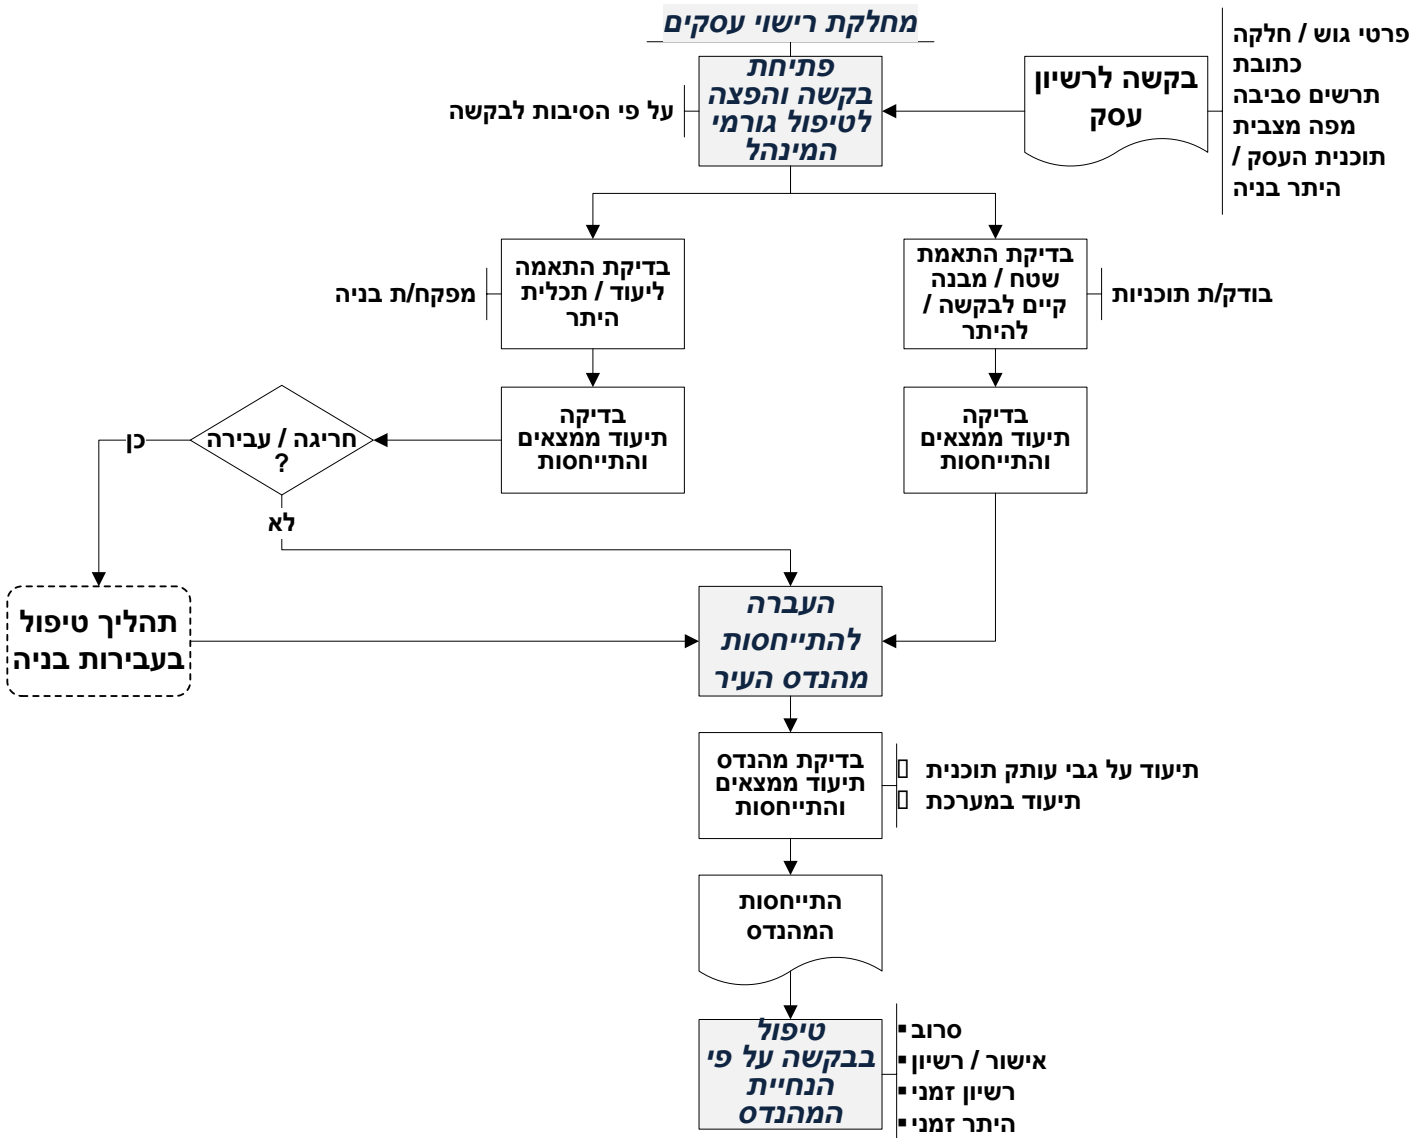 מחלקת רישוי עסקים
פרטי גוש / חלקה
כתובת
תרשים סביבה
מפה מצבית
תוכנית העסק /
היתר בניה
בקשה לרשיון
עסק
פתיחת
בקשה והפצה
לטיפול גורמי
המינהל
על פי הסיבות לבקשה
בדיקת התאמת
שטח / מבנה
קיים לבקשה /
להיתר
בודק/ת תוכניות
בדיקת התאמה
ליעוד / תכלית
היתר
מפקח/ת בניה
בדיקה
תיעוד ממצאים
והתייחסות
בדיקה
תיעוד ממצאים
והתייחסות
חריגה / עבירה
?
כן
לא
תהליך טיפול
בעבירות בניה
העברה
להתייחסות
מהנדס העיר
בדיקת מהנדס
תיעוד ממצאים
והתייחסות
תיעוד על גבי עותק תוכנית
תיעוד במערכת
התייחסות
המהנדס
טיפול
בבקשה על פי
הנחיית
המהנדס
סרוב
אישור / רשיון
רשיון זמני
היתר זמני